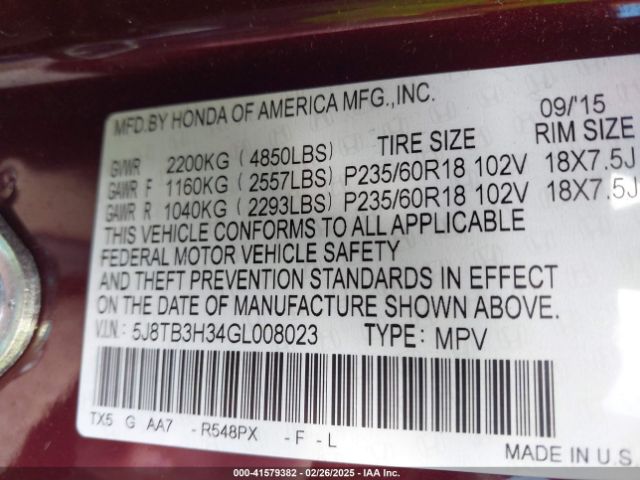 MFD.BY HONDA OF AMERICA MFG.,INC. 09/'15
TIRE SIZE RIM SIZE
GVWR 2200KG (4850LBS)
GAWR F 1160KG (2557LBS) P235/60R18 102V 18X7.5J
GAWR R 1040KG (2293LBS) P235/60R18 102V 18X7.5J
THIS VEHICLE CONFORMS TO ALL APPLICABLE
FEDERAL MOTOR VEHICLE SAFETY
AND THEFT PREVENTION STANDARDS IN EFFECT
ON THE DATE OF MANUFACTURE SHOWN ABOVE.
V.I.N.: 5J8TB3H34GL008023 TYPE: MPV
TX5 G AA7 -R548PX -F-L
MADE IN U.S.
000-41579382 - 02/26/2025 - IAA Inc.